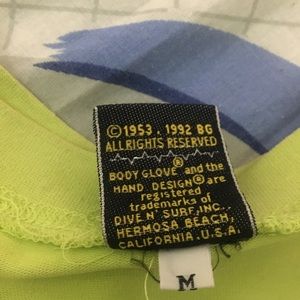 ©1953.1992 BG
ALL RIGHTS RESERVED
BODY GLOVE® and the
HAND DESIGN® are
registered
trademarks of
DIVE N' SURF, INC.,
HERMOSA BEACH,
CALIFORNIA. U.S.A.
M